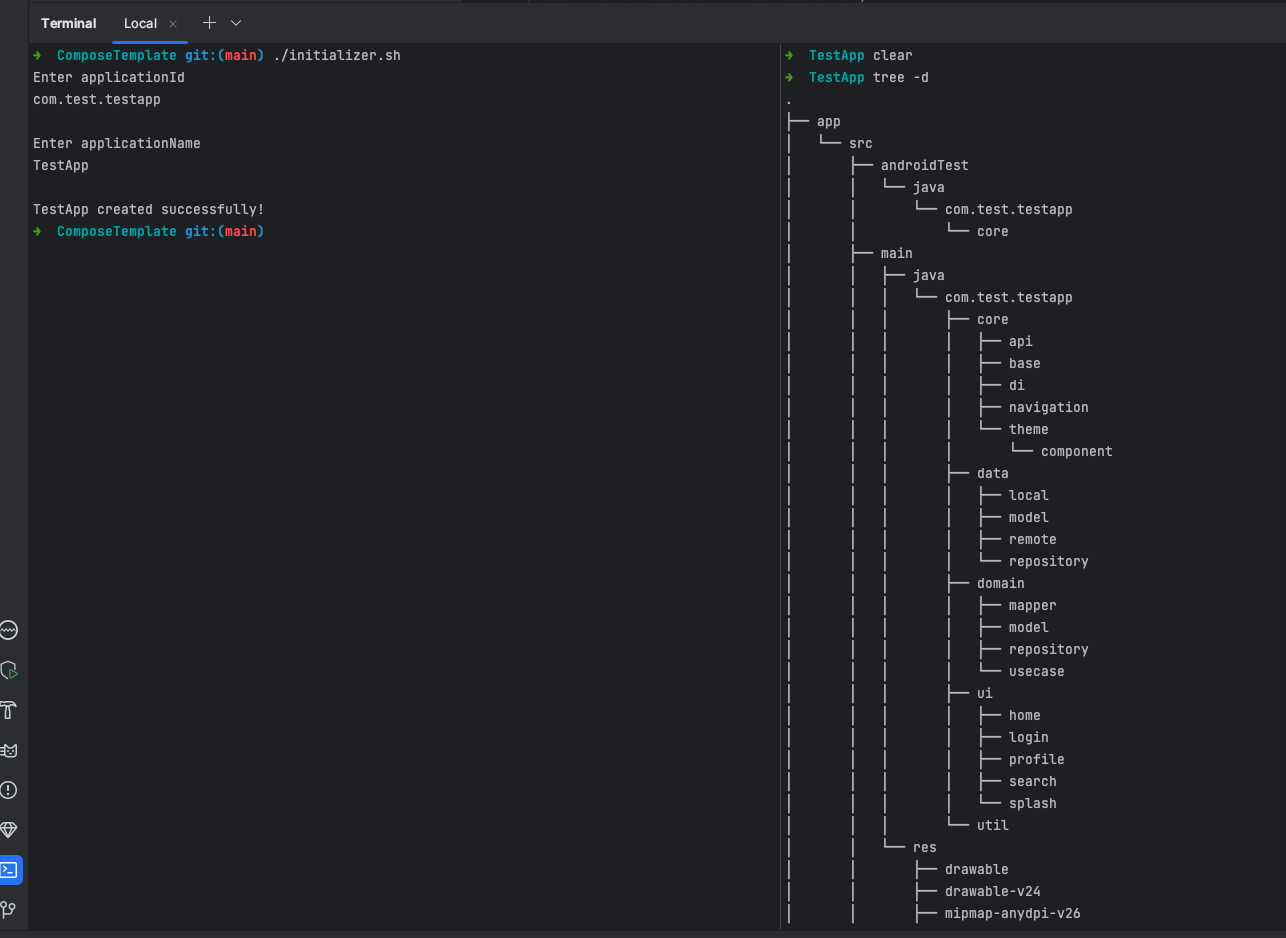 Terminal Local
➜ ComposeTemplate git:(main) ./initializer.sh
Enter applicationId
com.test.testapp
Enter applicationName
TestApp
TestApp created successfully!
➜ ComposeTemplate git:(main)
➜ TestApp clear
➜ TestApp tree -d
.
├── app
│   └── src
│       ├── androidTest
│       │   └── java
│       │       └── com.test.testapp
│       │           └── core
│       ├── main
│       │   ├── java
│       │   │   └── com.test.testapp
│       │   │       ├── core
│       │   │       │   ├── api
│       │   │       │   ├── base
│       │   │       │   ├── di
│       │   │       │   ├── navigation
│       │   │       │   └── theme
│       │   │       │       └── component
│       │   │       ├── data
│       │   │       │   ├── local
│       │   │       │   ├── model
│       │   │       │   ├── remote
│       │   │       │   └── repository
│       │   │       ├── domain
│       │   │       │   ├── mapper
│       │   │       │   ├── model
│       │   │       │   ├── repository
│       │   │       │   └── usecase
│       │   │       ├── ui
│       │   │       │   ├── home
│       │   │       │   ├── login
│       │   │       │   ├── profile
│       │   │       │   ├── search
│       │   │       │   └── splash
│       │   │       └── util
│       │   └── res
│       │       ├── drawable
│       │       ├── drawable-v24
│       │       ├── mipmap-anydpi-v26